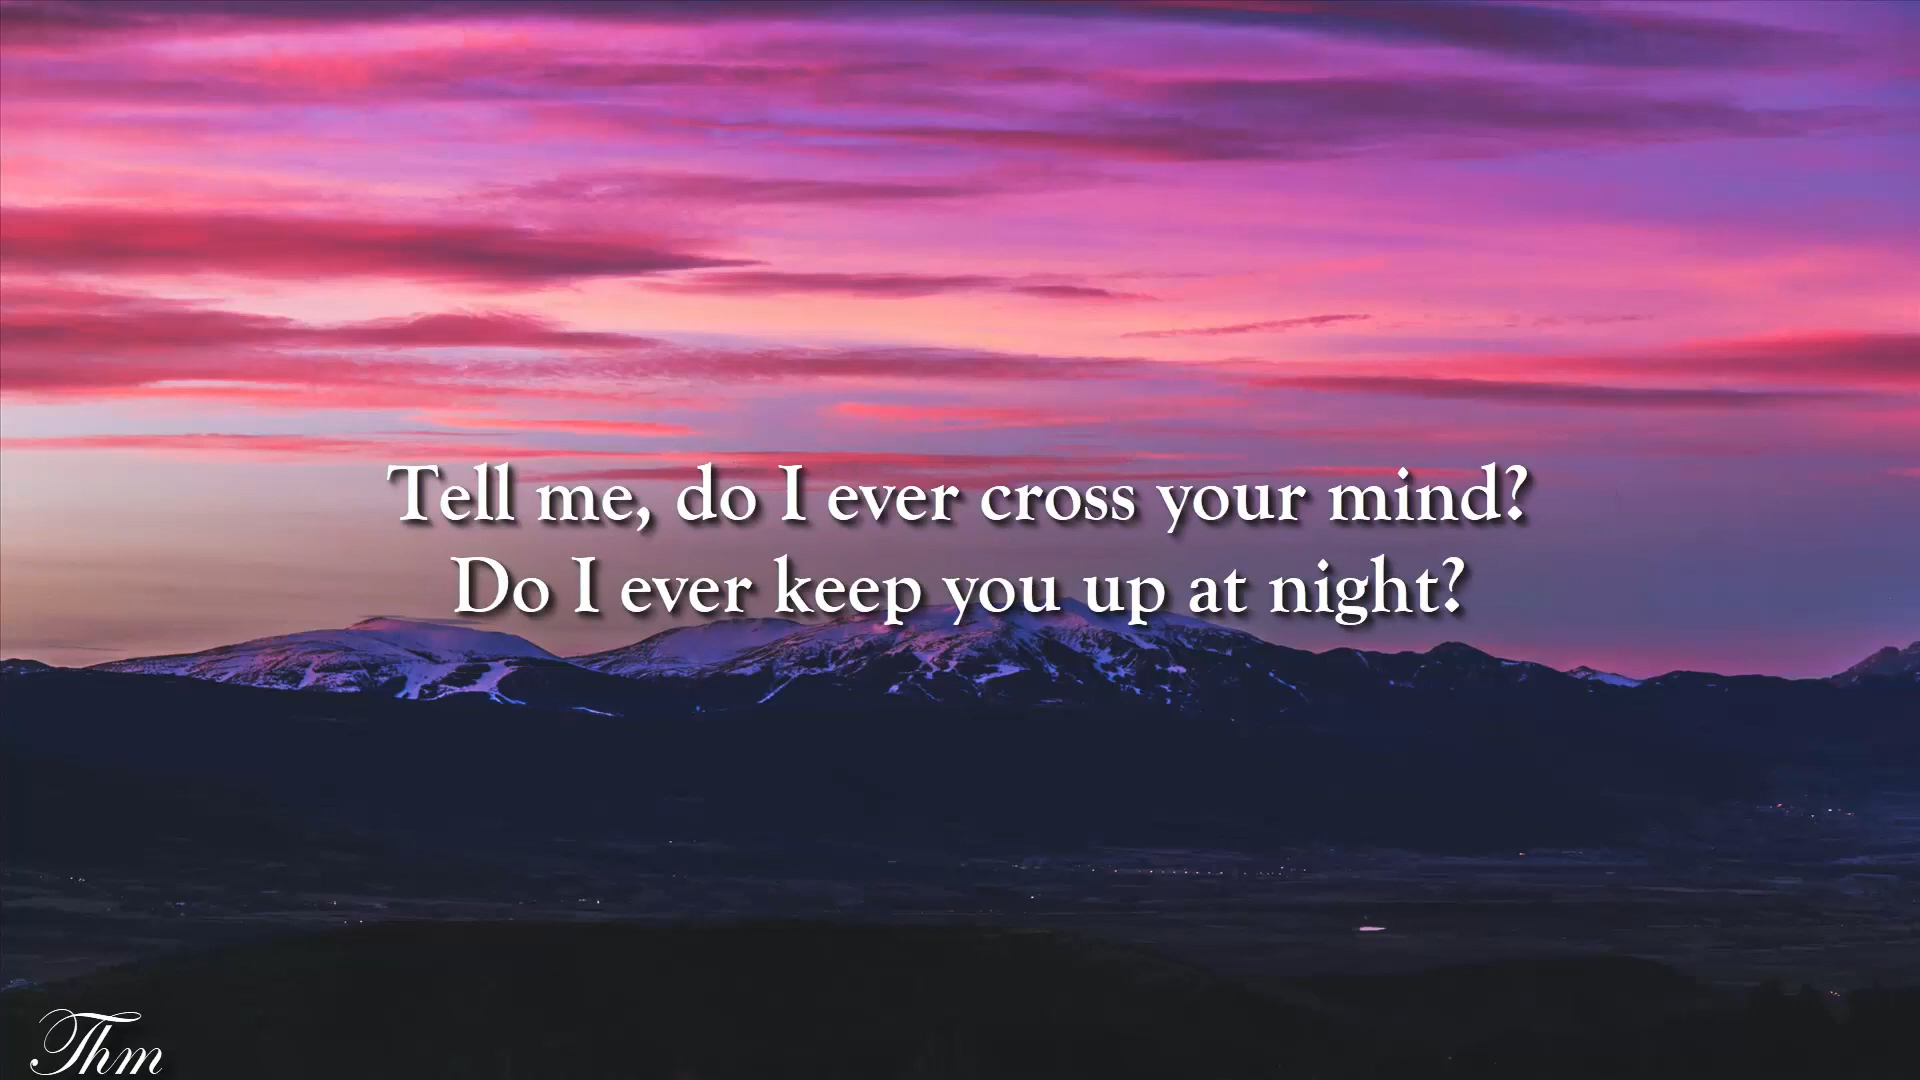 Tell me, do I ever cross your mind?
Do I ever keep you up at night?
Thm